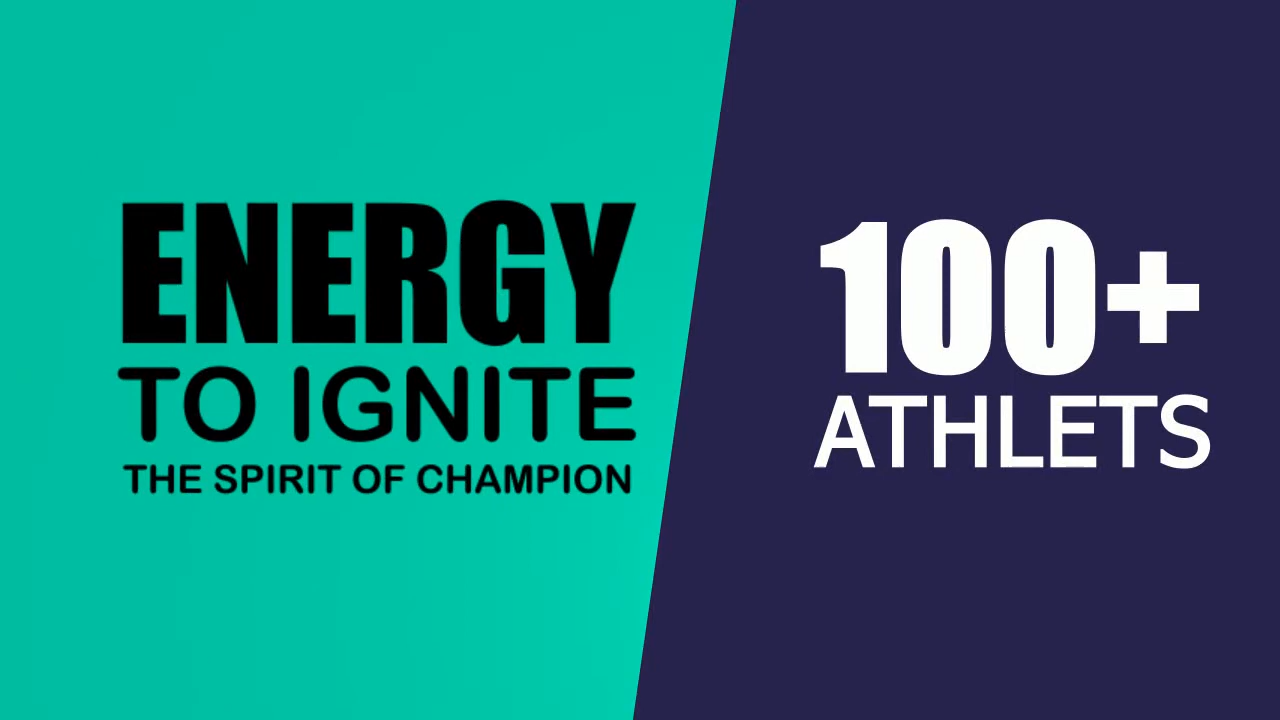 ENERGY
TO IGNITE
THE SPIRIT OF CHAMPION
100+
ATHLETS